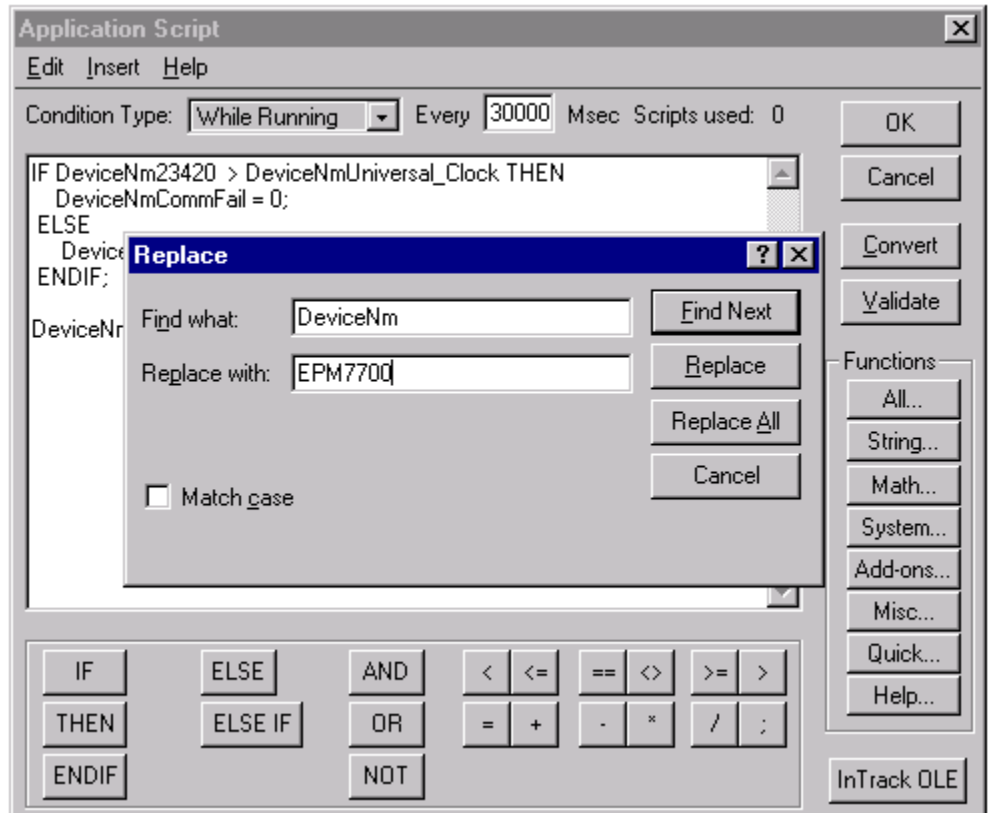 Application Script
Edit Insert Help
Condition Type: While Running Every 30000 Msec Scripts used: 0
OK
Cancel
Convert
Validate
IF DeviceNm23420 > DeviceNmUniversal_Clock THEN
DeviceNmCommFail = 0;
ELSE
ENDIF;
Replace
Find what: DeviceNm
Replace with: EPM7700
Match case
Find Next
Replace
Replace All
Cancel
Functions
All...
String...
Math...
System...
Add-ons...
Misc...
Quick...
Help...
IF ELSE AND < <= == <> >= >
THEN ELSE IF OR = + - * / ;
ENDIF NOT
InTrack OLE